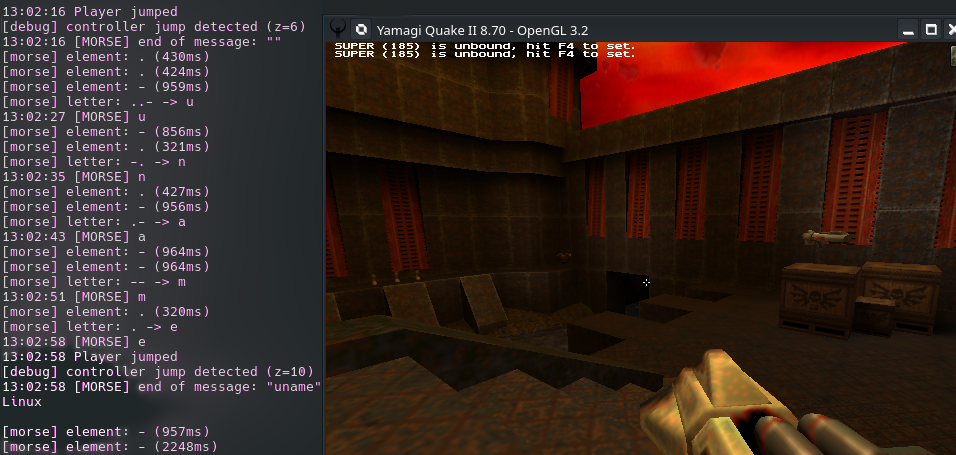 13:02:16 Player jumped
[debug] controller jump detected (z=6)
13:02:16 [MORSE] end of message: ""
[morse] element: . (430ms)
[morse] element: . (424ms)
[morse] element: - (959ms)
[morse] letter: ..- -> u
13:02:27 [MORSE] u
[morse] element: - (856ms)
[morse] element: . (321ms)
[morse] letter: -. -> n
13:02:35 [MORSE] n
[morse] element: . (427ms)
[morse] element: - (956ms)
[morse] letter: .- -> a
13:02:43 [MORSE] a
[morse] element: - (964ms)
[morse] element: - (964ms)
[morse] letter: -- -> m
13:02:51 [MORSE] m
[morse] element: . (320ms)
[morse] letter: . -> e
13:02:58 [MORSE] e
13:02:58 Player jumped
[debug] controller jump detected (z=10)
13:02:58 [MORSE] end of message: "uname"
Linux
[morse] element: - (957ms)
[morse] element: - (2248ms)
Yamagi Quake II 8.70 - OpenGL 3.2
SUPER (185) is unbound, hit F4 to set.
SUPER (185) is unbound, hit F4 to set.